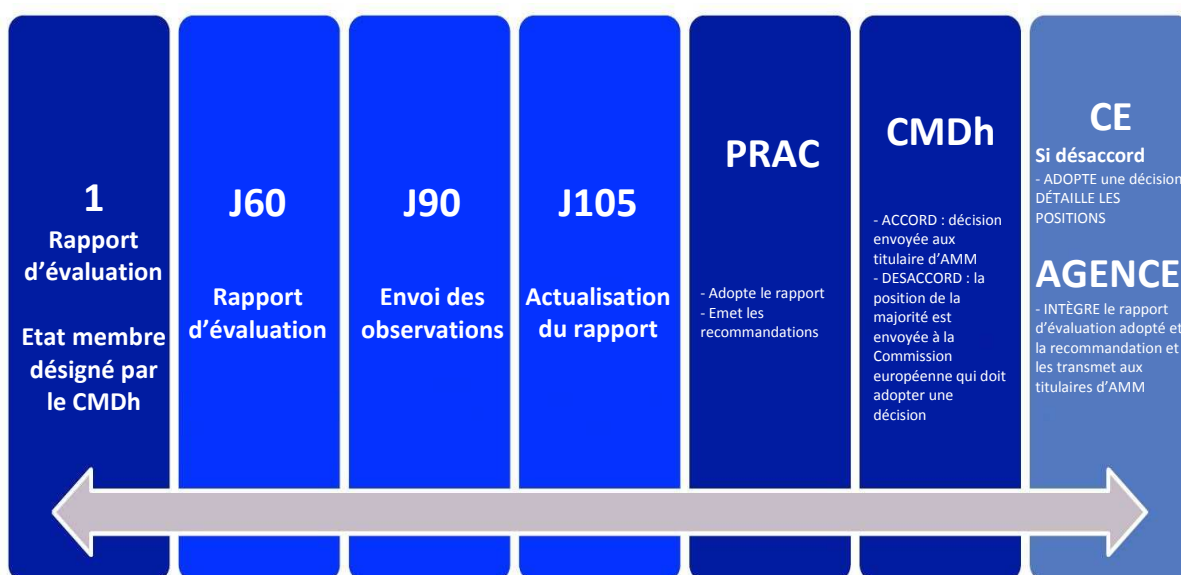 1
Rapport
d'évaluation
Etat membre
désigné par
le CMDh
J60
Rapport
d'évaluation
J90
Envoi des
observations
J105
Actualisation
du rapport
PRAC
- Adopte le rapport
- Emet les
recommandations
CMDh
- ACCORD : décision
envoyée aux
titulaire d'AMM
- DESACCORD : la
position de la
majorité est
envoyée à la
Commission
européenne qui doit
adopter une
décision
CE
Si désaccord
- ADOPTE une décision
DÉTAILLE LES
POSITIONS
AGENCE
- INTÈGRE le rapport
d'évaluation adopté et
la recommandation et
les transmet aux
titulaires d'AMM